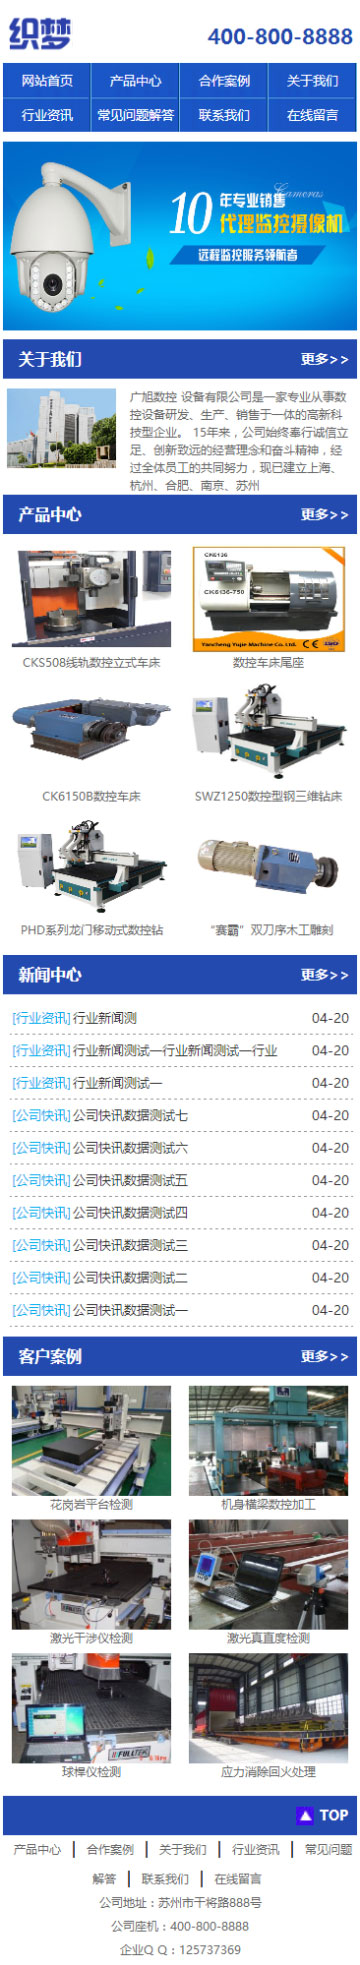 织梦
400-800-8888
网站首页 产品中心 合作案例 关于我们
行业资讯 常见问题解答 联系我们 在线留言
Cameras
10年专业销售
代理监控摄像机
远程监控服务领航者
关于我们 更多>>
广旭数控 设备有限公司是一家专业从事数
控设备研发、生产、销售于一体的高新科
技型企业。 15年来，公司始终奉行诚信立
足、创新致远的经营理念和奋斗精神，经
过全体员工的共同努力，现已建立上海、
杭州、合肥、南京、苏州
产品中心 更多>>
CK6136
CK6136-750
Yancheng Yujie Machine Co., Ltd.
CKS508线轨数控立式车床 数控车床尾座
CK6150B数控车床 SWZ1250数控型钢三维钻床
PHD系列龙门移动式数控钻 “赛霸”双刀序木工雕刻
新闻中心 更多>>
[行业资讯] 行业新闻测 04-20
[行业资讯] 行业新闻测试一行业新闻测试一行业 04-20
[行业资讯] 行业新闻测试一 04-20
[公司快讯] 公司快讯数据测试七 04-20
[公司快讯] 公司快讯数据测试六 04-20
[公司快讯] 公司快讯数据测试五 04-20
[公司快讯] 公司快讯数据测试四 04-20
[公司快讯] 公司快讯数据测试三 04-20
[公司快讯] 公司快讯数据测试二 04-20
[公司快讯] 公司快讯数据测试一 04-20
客户案例 更多>>
花岗岩平台检测 机身横梁数控加工
激光干涉仪检测 激光真直度检测
FULLTEK
球桿仪检测 应力消除回火处理
TOP
产品中心 | 合作案例 | 关于我们 | 行业资讯 | 常见问题
解答 | 联系我们 | 在线留言
公司地址：苏州市干将路888号
公司座机：400-800-8888
企业Q Q：125737369